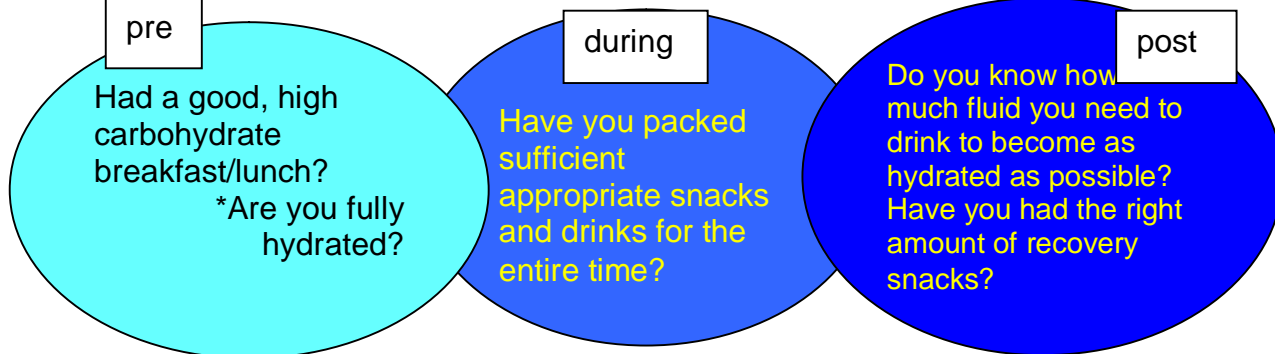 pre
Had a good, high
carbohydrate
breakfast/lunch?
*Are you fully
hydrated?
during
Have you packed
sufficient
appropriate snacks
and drinks for the
entire time?
post
Do you know how
much fluid you need to
drink to become as
hydrated as possible?
Have you had the right
amount of recovery
snacks?